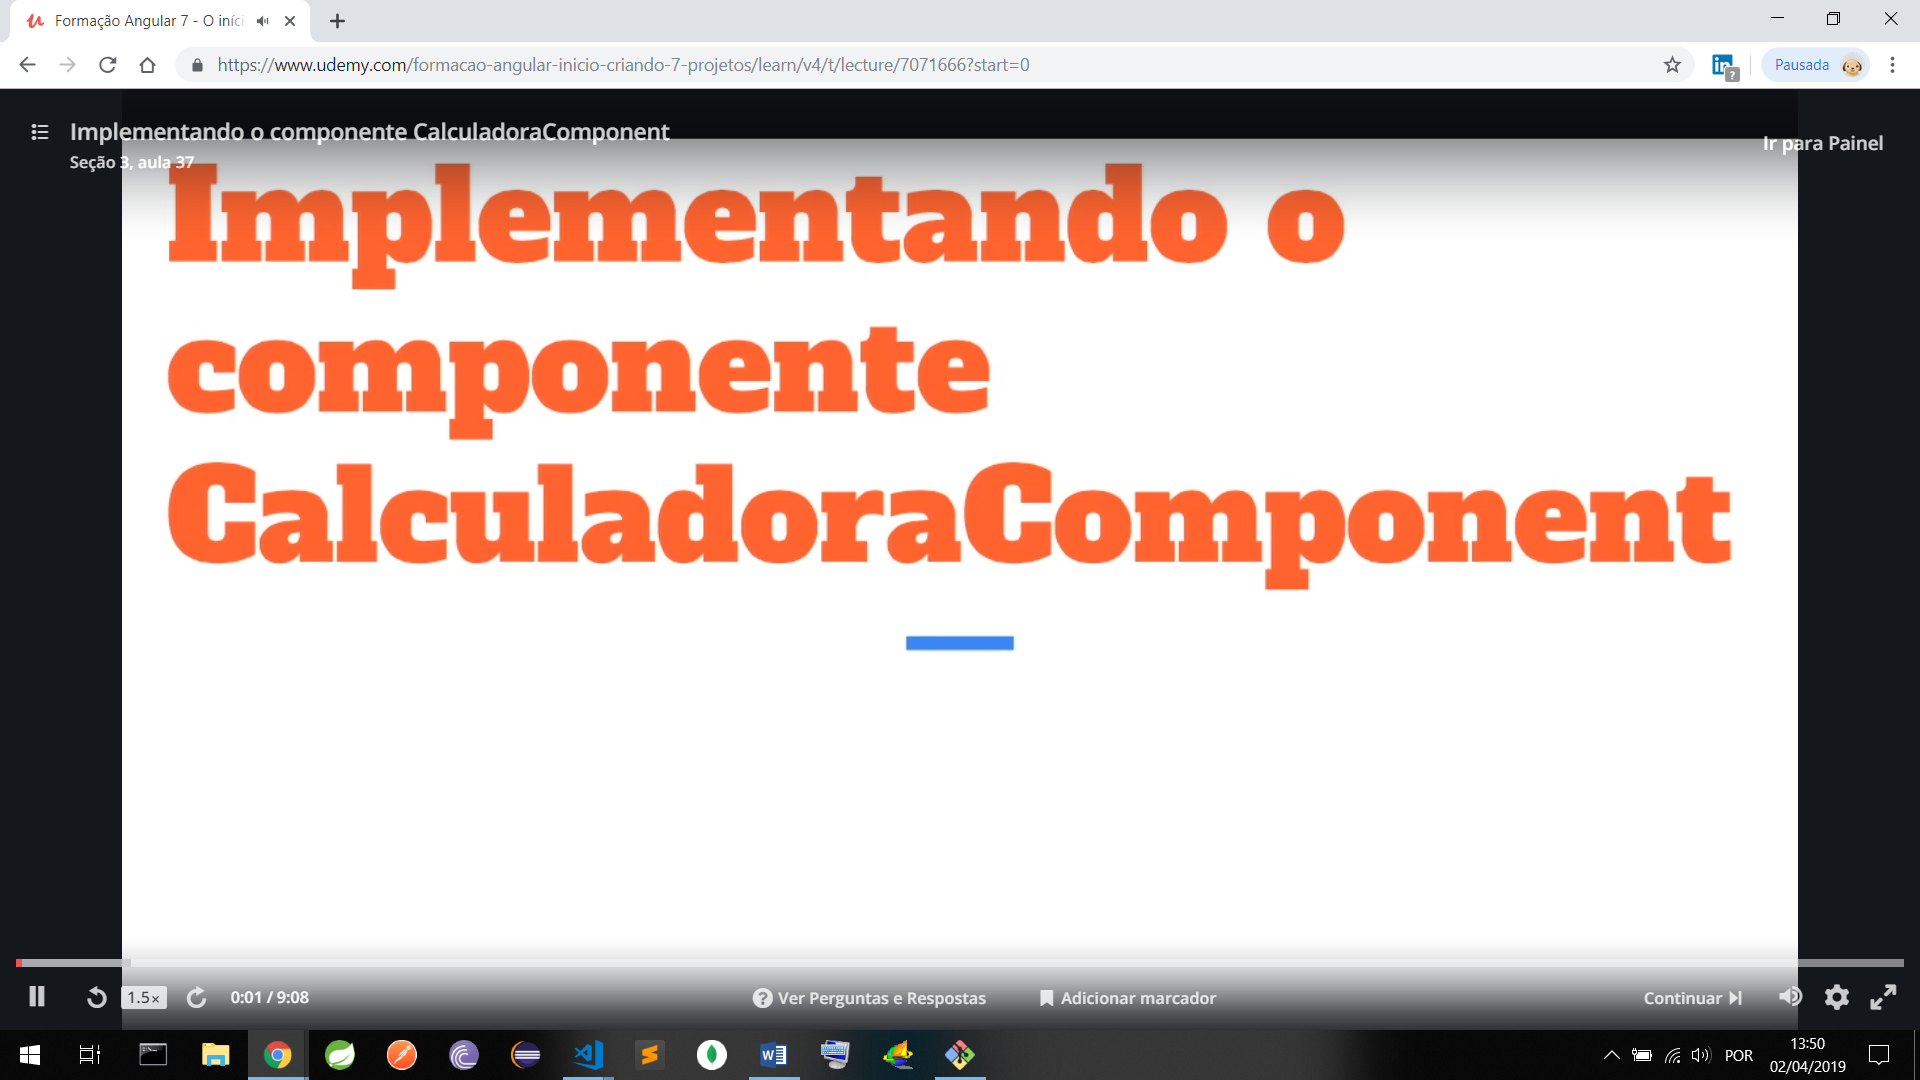 Formação Angular 7 - O iníci
https://www.udemy.com/formacao-angular-inicio-criando-7-projetos/learn/v4/t/lecture/7071666?start=0
Pausada
Implementando o componente CalculadoraComponent
Seção 3, aula 37
Ir para Painel
Implementando o
componente
CalculadoraComponent
1.5x
0:01 / 9:08
Ver Perguntas e Respostas
Adicionar marcador
Continuar
POR
13:50
02/04/2019